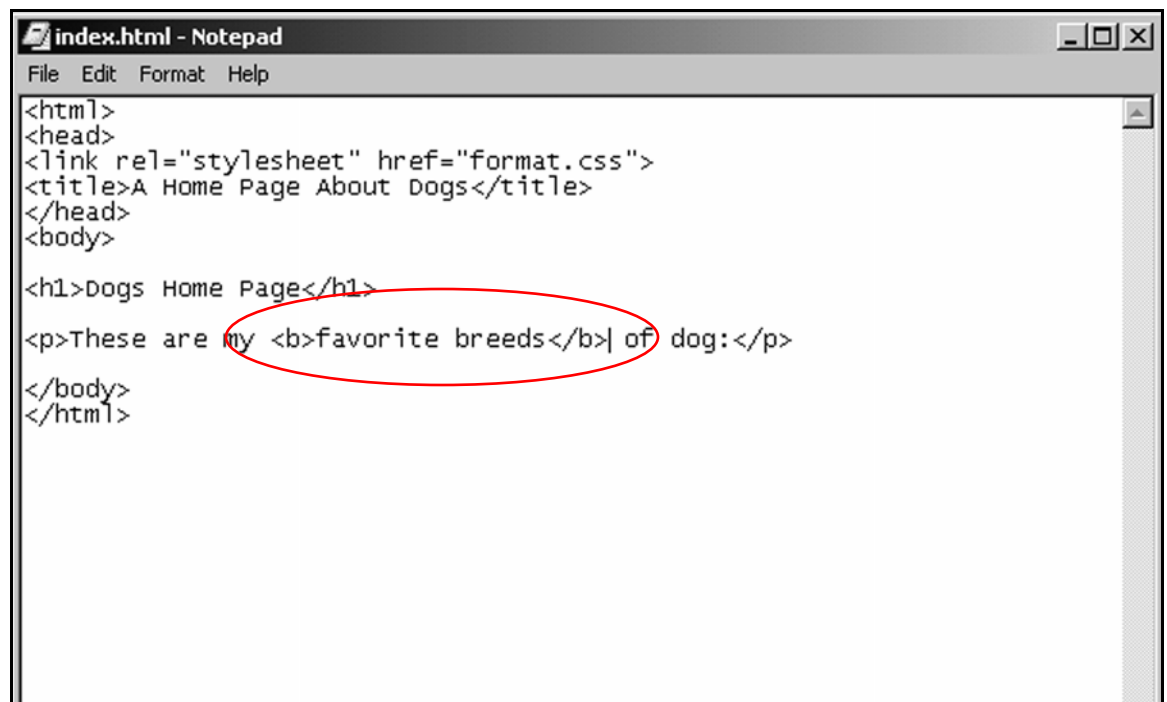 index.html - Notepad
File Edit Format Help
<html>
<head>
<link rel="stylesheet" href="format.css">
<title>A Home Page About Dogs</title>
</head>
<body>
<h1>Dogs Home Page</h1>
<p>These are my <b>favorite breeds</b> of dog:</p>
</body>
</html>